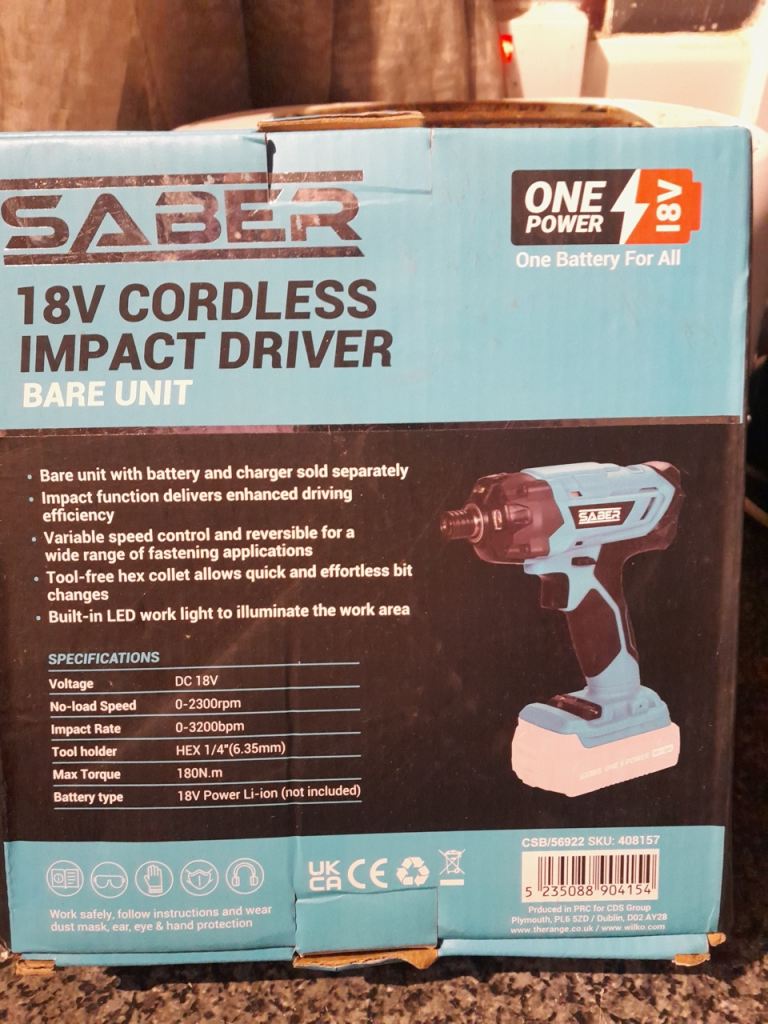 SABER
ONE
POWER
18V
One Battery For All
18V CORDLESS
IMPACT DRIVER
BARE UNIT
• Bare unit with battery and charger sold separately
• Impact function delivers enhanced driving
efficiency
• Variable speed control and reversible for a
wide range of fastening applications
• Tool-free hex collet allows quick and effortless bit
changes
• Built-in LED work light to illuminate the work area
SABER
SPECIFICATIONS
Voltage DC 18V
No-load Speed 0-2300rpm
Impact Rate 0-3200bpm
Tool holder HEX 1/4"(6.35mm)
Max Torque 180N.m
Battery type 18V Power Li-ion (not included)
CSB/56922 SKU: 408157
UK
CA
CE
5 235088 904154
Work safely, follow instructions and wear
dust mask, ear, eye & hand protection
Prduced in PRC for CDS Group
Plymouth, PL6 5ZD / Dublin, D02 AY28
www.therange.co.uk / www.wilko.com